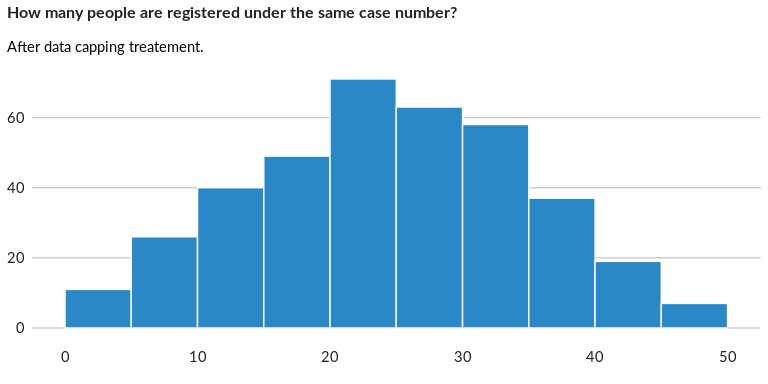 How many people are registered under the same case number?
After data capping treatement.
60
40
20
0
0 10 20 30 40 50